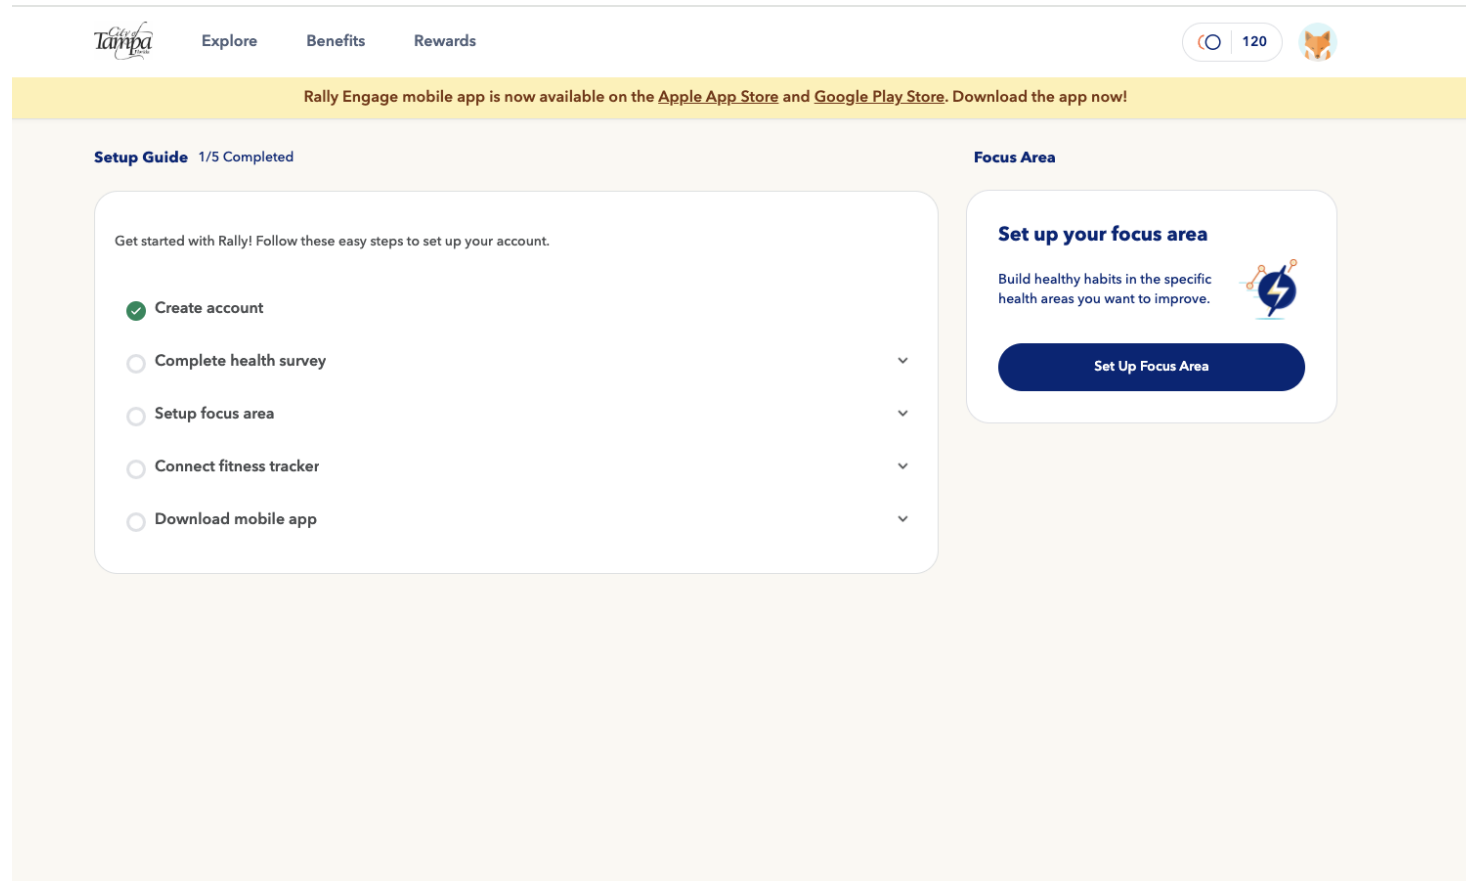 City of
Tampa
Florida
Explore
Benefits
Rewards
120
Rally Engage mobile app is now available on the Apple App Store and Google Play Store. Download the app now!
Setup Guide 1/5 Completed
Get started with Rally! Follow these easy steps to set up your account.
Create account
Complete health survey
Setup focus area
Connect fitness tracker
Download mobile app
Focus Area
Set up your focus area
Build healthy habits in the specific
health areas you want to improve.
Set Up Focus Area